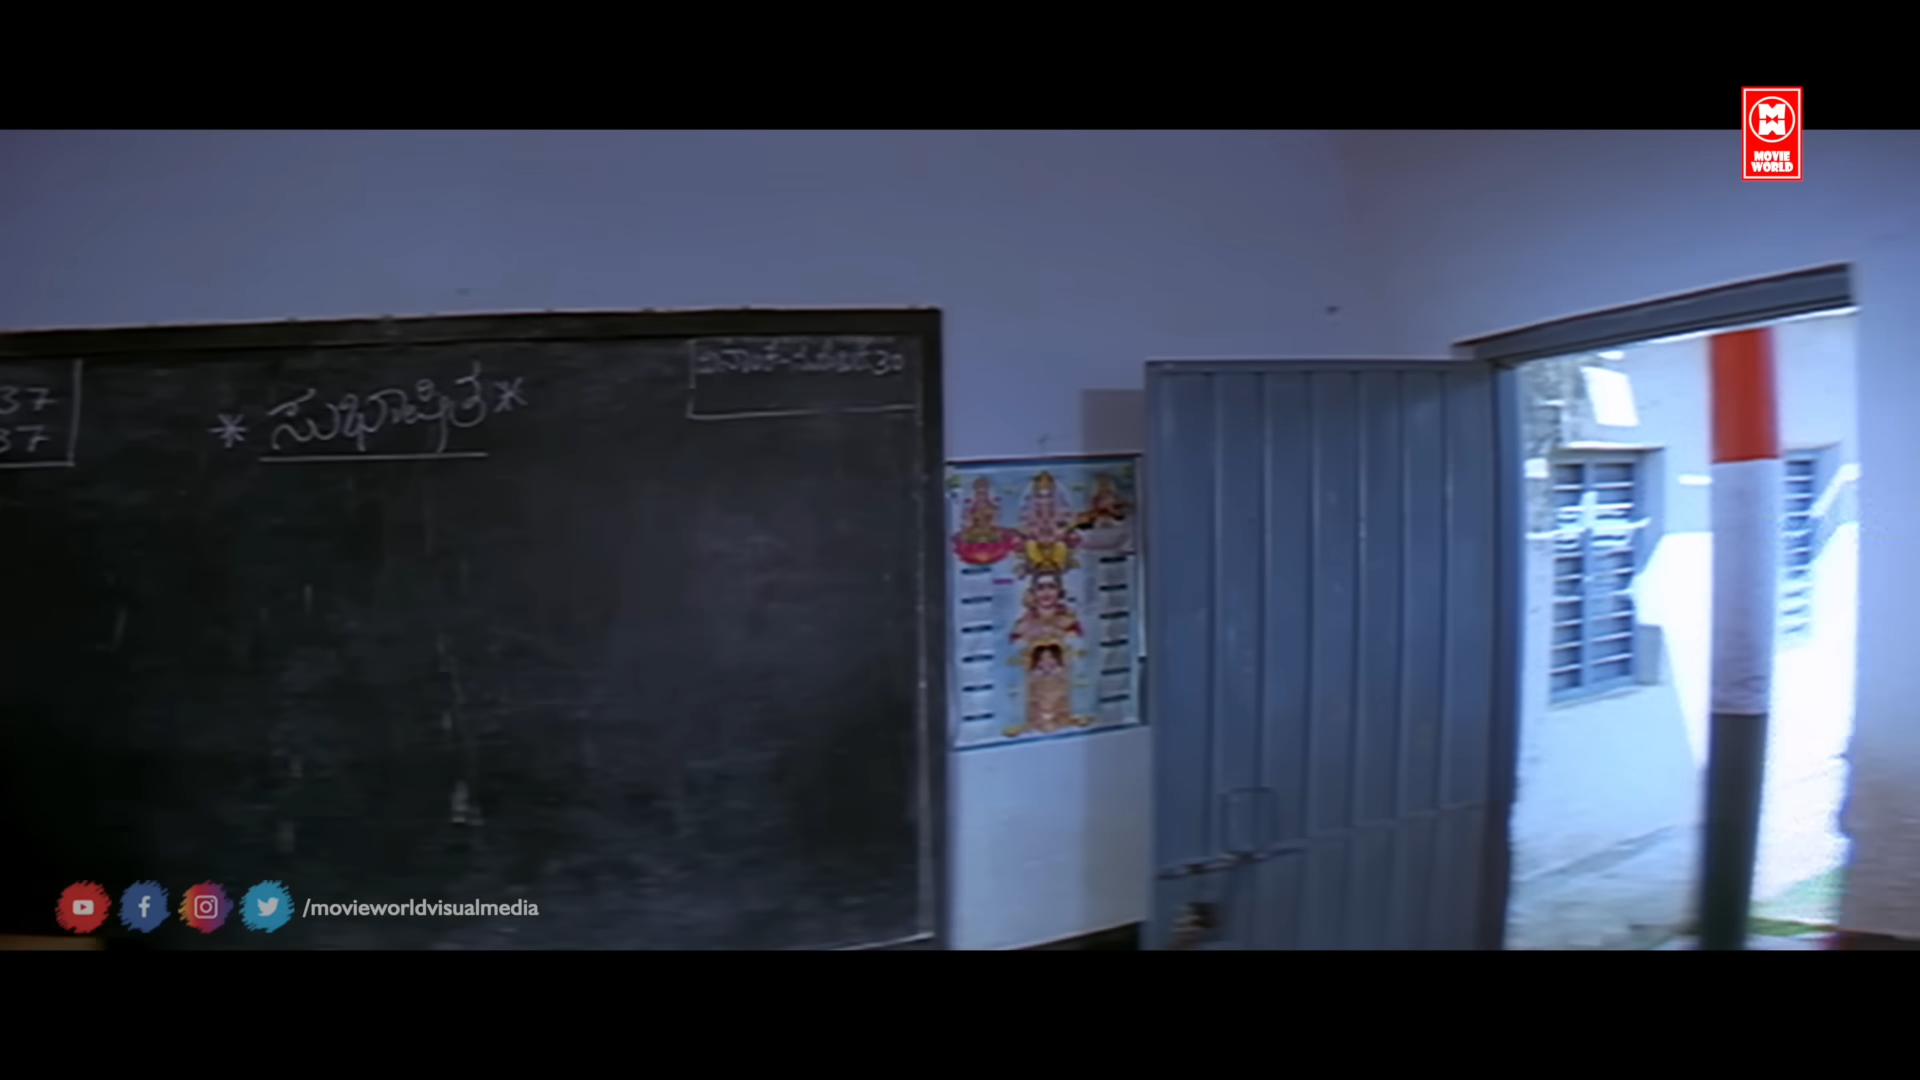 MOVIE
WORLD
37
37
* ಸುಭಾಷಿತ *
/movieworldvisualmedia